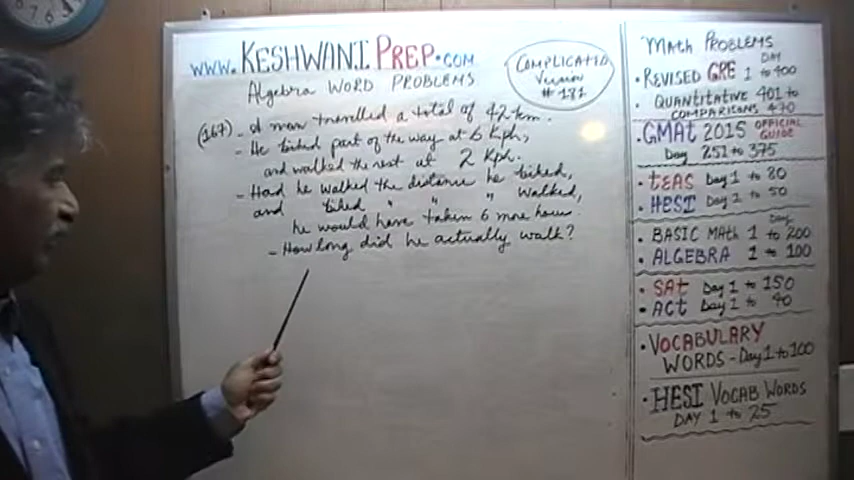 WWW. KESHWANI PREP.COM
Algebra WORD PROBLEMS
COMPLICATED
Version
# 181
(167) - A man travelled a total of 42 km.
- He biked part of the way at 6 Kph,
and walked the rest at 2 Kph.
- Had he walked the distance he biked,
and biked " " " walked,
he would have taken 6 more hours.
- How long did he actually walk?
Math PROBLEMS
• REVISED GRE DAY 1 to 400
• QUANTITATIVE 401 to
COMPARISONS 470
• GMAT 2015 OFFICIAL GUIDE
Day 251 to 375
• TEAS Day 1 to 80
• HESI Day 1 to 50
Day
• BASIC MATH 1 to 200
• ALGEBRA 1 to 100
• SAT Day 1 to 150
• ACT Day 1 to 40
• VOCABULARY
WORDS - Day 1 to 100
• HESI VOCAB WORDS
DAY 1 to 25